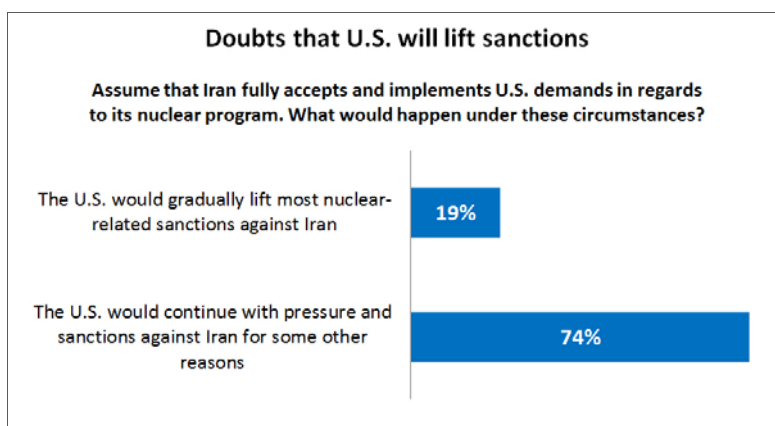 Doubts that U.S. will lift sanctions
Assume that Iran fully accepts and implements U.S. demands in regards
to its nuclear program. What would happen under these circumstances?
The U.S. would gradually lift most nuclear-
related sanctions against Iran
19%
The U.S. would continue with pressure and
sanctions against Iran for some other
reasons
74%